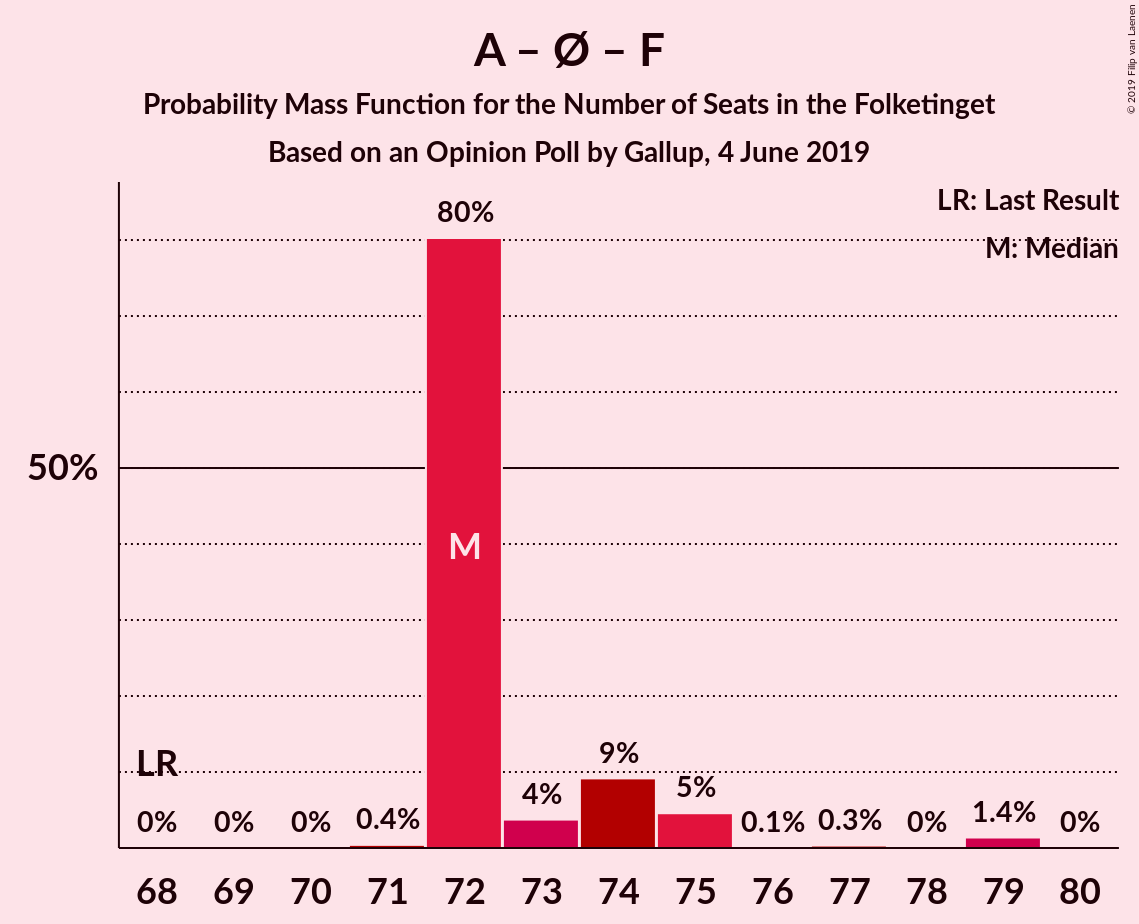 A – Ø – F
Probability Mass Function for the Number of Seats in the Folketinget
Based on an Opinion Poll by Gallup, 4 June 2019
© 2019 Filip van Laenen
LR: Last Result
M: Median
80%
50%
M
LR
9%
5%
4%
1.4%
0% 0% 0% 0.4% 0.1% 0.3% 0% 0%
68 69 70 71 72 73 74 75 76 77 78 79 80